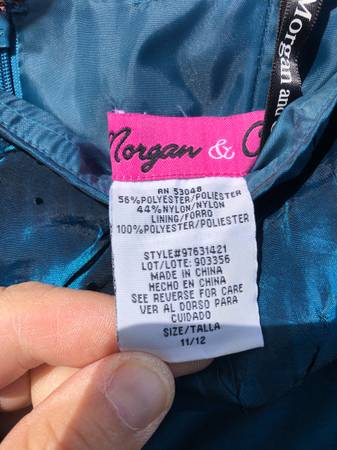 Morgan and
Morgan & C
RN 53048
56%POLYESTER/POLIESTER
44%NYLON/NYLON
LINING/FORRO
100%POLYESTER/POLIESTER
STYLE#97631421
LOT/LOTE: 903356
MADE IN CHINA
HECHO EN CHINA
SEE REVERSE FOR CARE
VER AL DORSO PARA
CUIDADO
SIZE/TALLA
11/12